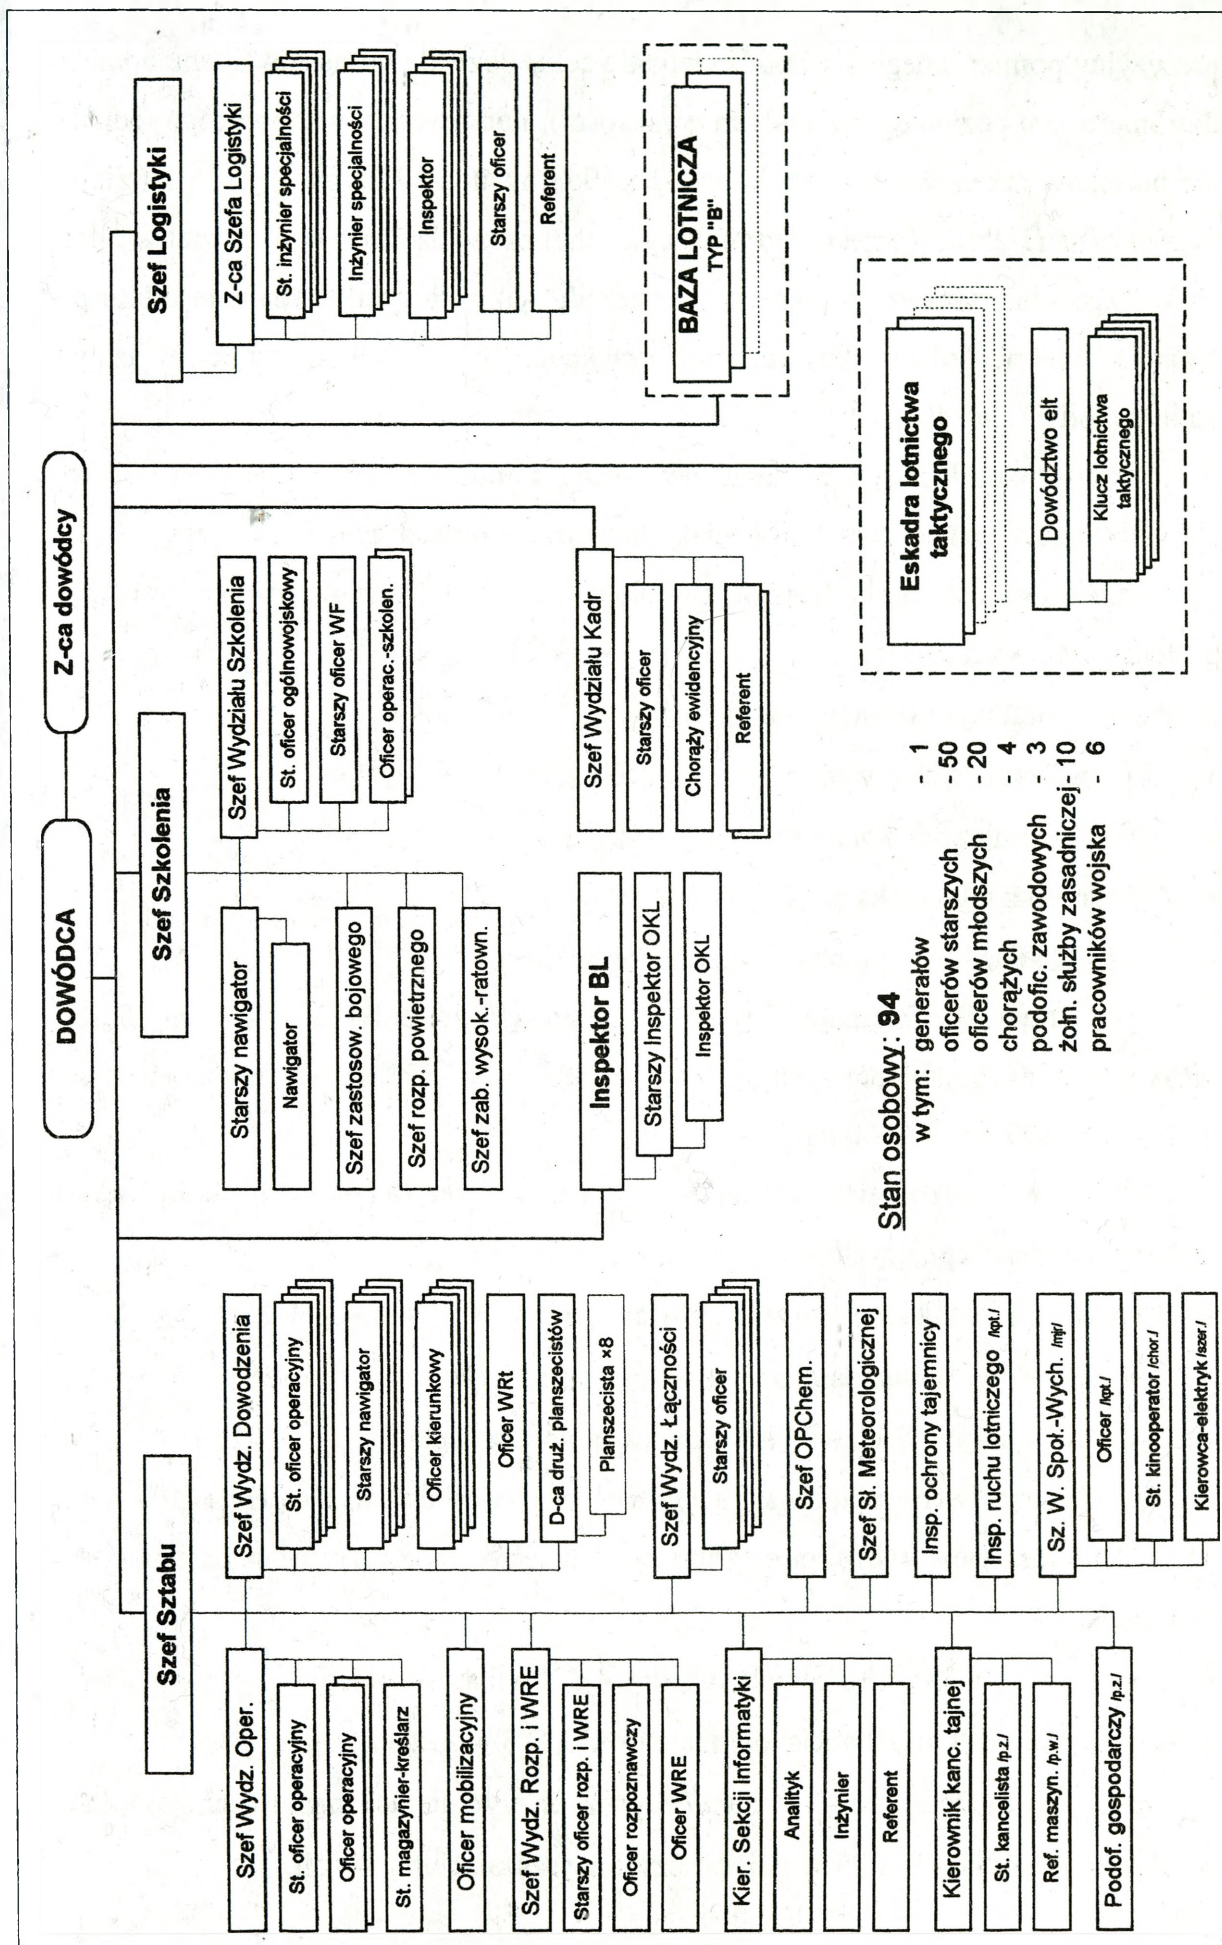 DOWÓDCA
Z-ca dowódcy
Szef Sztabu
Szef Wydz. Oper.
St. oficer operacyjny
Oficer operacyjny
St. magazynier-kreślarz
Oficer mobilizacyjny
Szef Wydz. Rozp. i WRE
Starszy oficer rozp. i WRE
Oficer rozpoznawczy
Oficer WRE
Kier. Sekcji Informatyki
Analityk
Inżynier
Referent
Kierownik kanc. tajnej
St. kancelista /p.z./
Ref. maszyn. /p.w./
Podof. gospodarczy /p.z./
Szef Wydz. Dowodzenia
St. oficer operacyjny
Starszy nawigator
Oficer kierunkowy
Oficer WRt
D-ca druż. planszecistów
Planszecista ×8
Szef Wydz. Łączności
Starszy oficer
Szef OPChem.
Szef Sł. Meteorologicznej
Insp. ochrony tajemnicy
Insp. ruchu lotniczego /kpt./
Sz. W. Społ.-Wych. /mjr/
Oficer /kpt./
St. kinooperator /chor./
Kierowca-elektryk /szer./
Szef Szkolenia
Starszy nawigator
Nawigator
Szef zastosow. bojowego
Szef rozp. powietrznego
Szef zab. wysok.-ratown.
Szef Wydziału Szkolenia
St. oficer ogólnowojskowy
Starszy oficer WF
Oficer operac.-szkolen.
Inspektor BL
Starszy Inspektor OKL
Inspektor OKL
Szef Wydziału Kadr
Starszy oficer
Chorąży ewidencyjny
Referent
Szef Logistyki
Z-ca Szefa Logistyki
St. inżynier specjalności
Inżynier specjalności
Inspektor
Starszy oficer
Referent
BAZA LOTNICZA
TYP "B"
Eskadra lotnictwa
taktycznego
Dowództwo elt
Klucz lotnictwa
taktycznego
Stan osobowy: 94
w tym: generałów - 1
oficerów starszych - 50
oficerów młodszych - 20
chorążych - 4
podofic. zawodowych - 3
żołn. służby zasadniczej - 10
pracowników wojska - 6